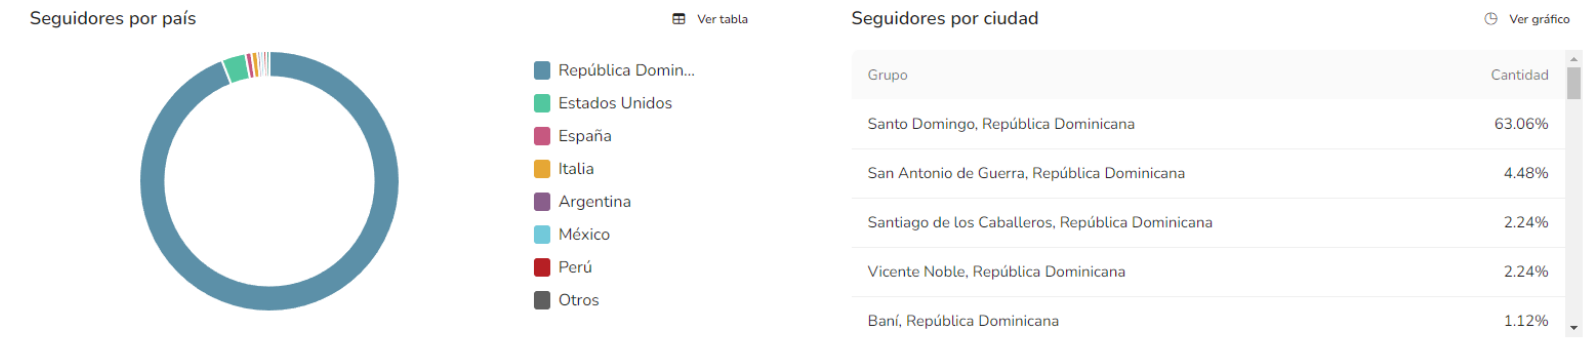 Seguidores por país
Ver tabla
República Domin...
Estados Unidos
España
Italia
Argentina
México
Perú
Otros
Seguidores por ciudad
Ver gráfico
Grupo Cantidad
Santo Domingo, República Dominicana 63.06%
San Antonio de Guerra, República Dominicana 4.48%
Santiago de los Caballeros, República Dominicana 2.24%
Vicente Noble, República Dominicana 2.24%
Baní, República Dominicana 1.12%